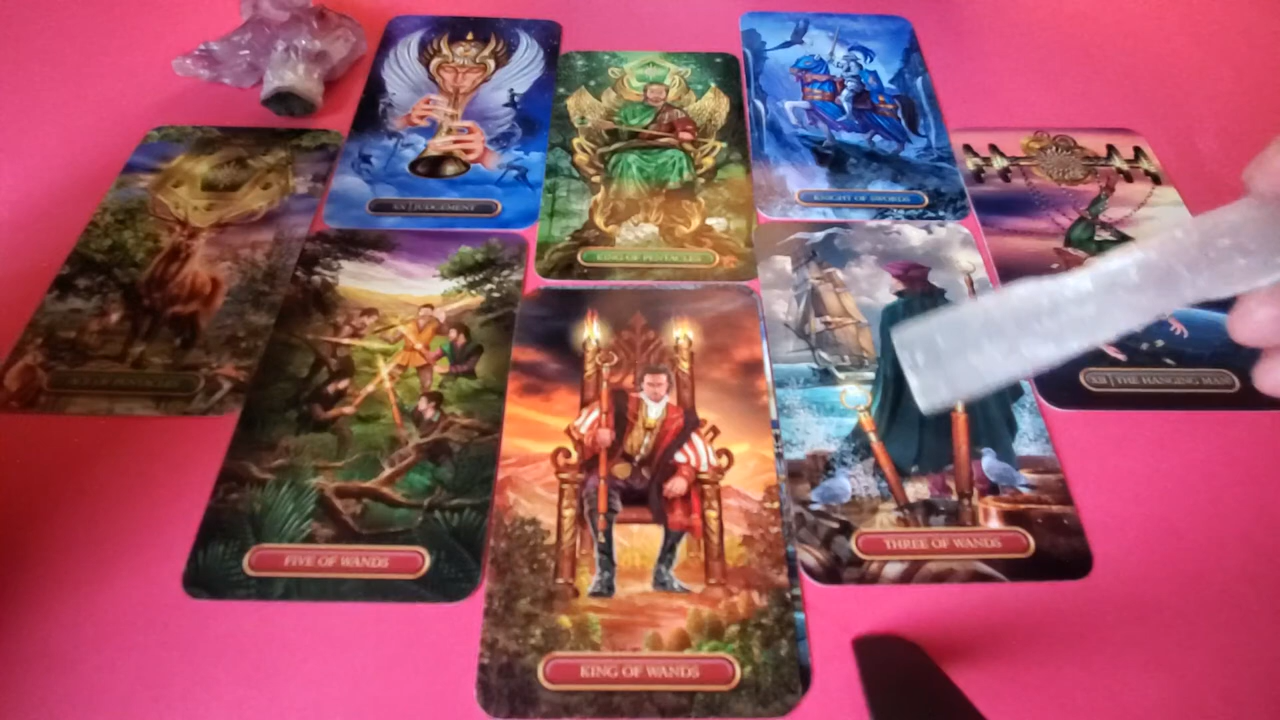 XX | JUDGEMENT
KING OF PENTACLES
KNIGHT OF SWORDS
XII | THE HANGING MAN
FIVE OF WANDS
THREE OF WANDS
KING OF WANDS